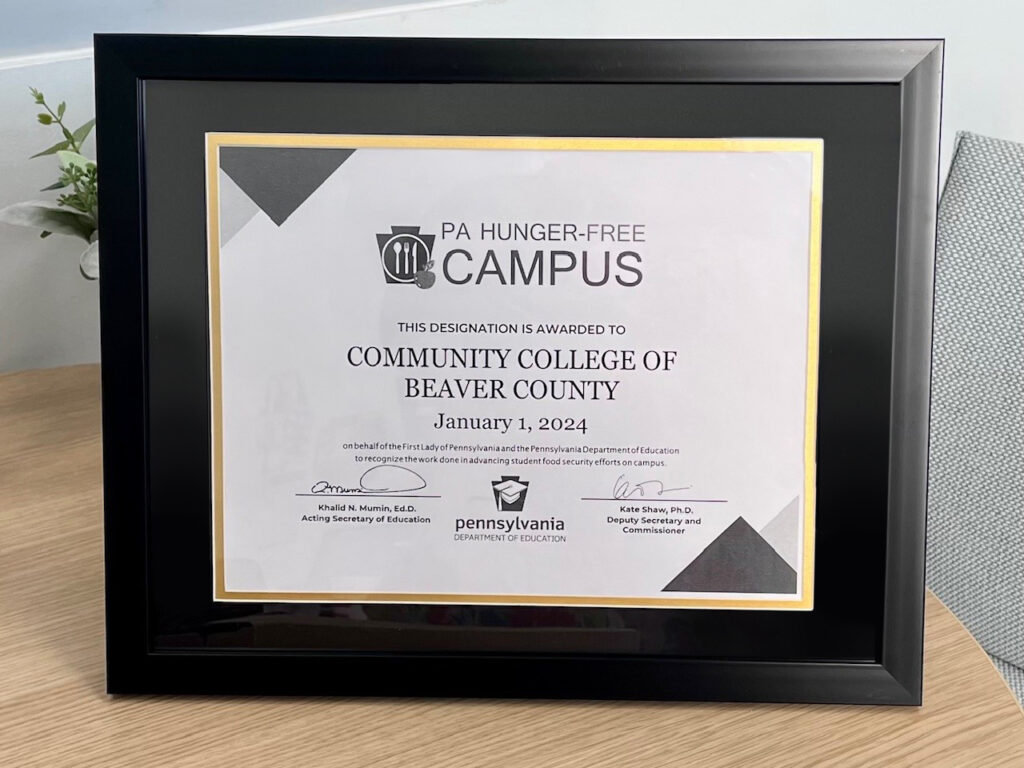 PA HUNGER-FREE
CAMPUS
THIS DESIGNATION IS AWARDED TO
COMMUNITY COLLEGE OF
BEAVER COUNTY
January 1, 2024
on behalf of the First Lady of Pennsylvania and the Pennsylvania Department of Education
to recognize the work done in advancing student food security efforts on campus.
Khalid N. Mumin, Ed.D.
Acting Secretary of Education
pennsylvania
DEPARTMENT OF EDUCATION
Kate Shaw, Ph.D.
Deputy Secretary and
Commissioner